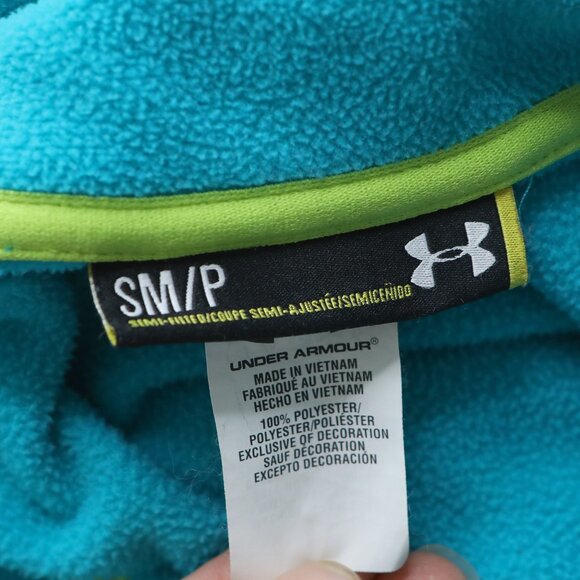 SM/P
SEMI-FITTED/COUPE SEMI-AJUSTÉE/SEMICEÑIDO
UNDER ARMOUR®
MADE IN VIETNAM
FABRIQUÉ AU VIETNAM
HECHO EN VIETNAM
100% POLYESTER/
POLYESTER/POLIÉSTER
EXCLUSIVE OF DECORATION
SAUF DÉCORATION
EXCEPTO DECORACIÓN